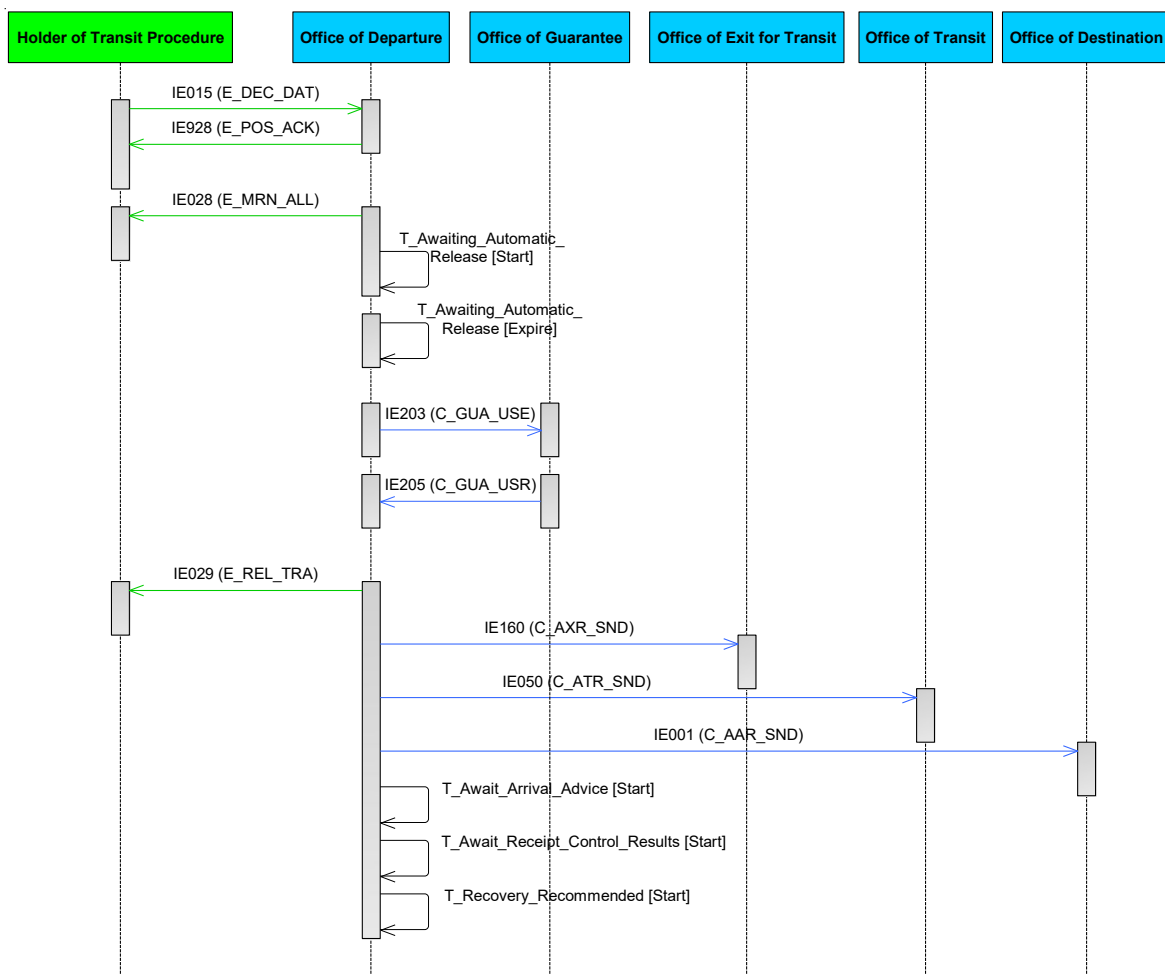 Holder of Transit Procedure
Office of Departure
Office of Guarantee
Office of Exit for Transit
Office of Transit
Office of Destination
IE015 (E_DEC_DAT)
IE928 (E_POS_ACK)
IE028 (E_MRN_ALL)
T_Awaiting_Automatic_
Release [Start]
T_Awaiting_Automatic_
Release [Expire]
IE203 (C_GUA_USE)
IE205 (C_GUA_USR)
IE029 (E_REL_TRA)
IE160 (C_AXR_SND)
IE050 (C_ATR_SND)
IE001 (C_AAR_SND)
T_Await_Arrival_Advice [Start]
T_Await_Receipt_Control_Results [Start]
T_Recovery_Recommended [Start]